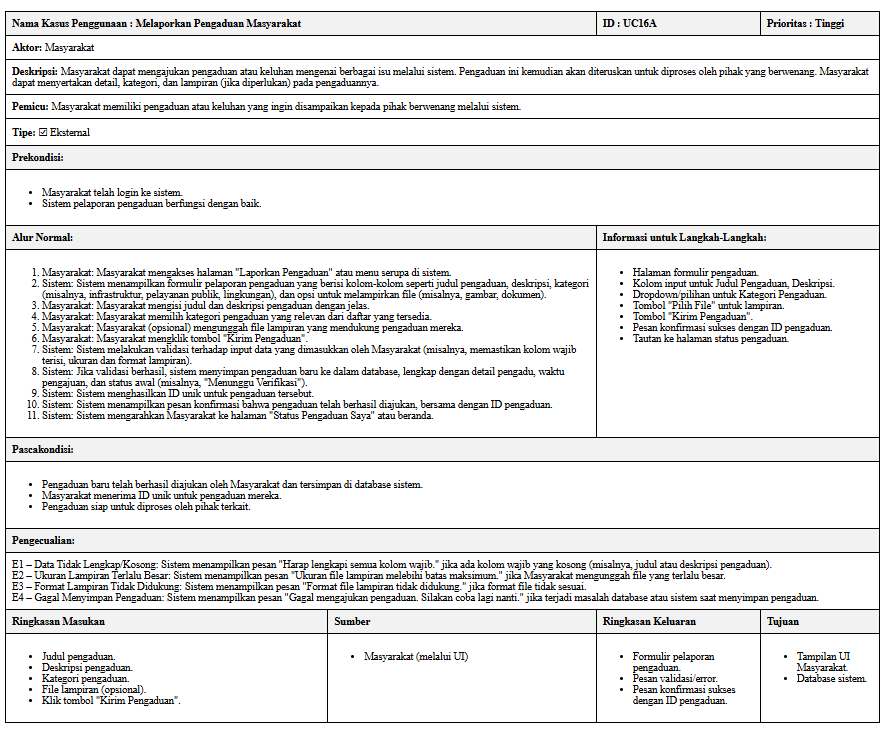 Nama Kasus Penggunaan : Melaporkan Pengaduan Masyarakat
ID : UC16A
Prioritas : Tinggi
Aktor: Masyarakat
Deskripsi: Masyarakat dapat mengajukan pengaduan atau keluhan mengenai berbagai isu melalui sistem. Pengaduan ini kemudian akan diteruskan untuk diproses oleh pihak yang berwenang. Masyarakat
dapat menyertakan detail, kategori, dan lampiran (jika diperlukan) pada pengaduannya.
Pemicu: Masyarakat memiliki pengaduan atau keluhan yang ingin disampaikan kepada pihak berwenang melalui sistem.
Tipe: ☑ Eksternal
Prekondisi:
• Masyarakat telah login ke sistem.
• Sistem pelaporan pengaduan berfungsi dengan baik.
Alur Normal:
1. Masyarakat: Masyarakat mengakses halaman "Laporkan Pengaduan" atau menu serupa di sistem.
2. Sistem: Sistem menampilkan formulir pelaporan pengaduan yang berisi kolom-kolom seperti judul pengaduan, deskripsi, kategori
(misalnya, infrastruktur, pelayanan publik, lingkungan), dan opsi untuk melampirkan file (misalnya, gambar, dokumen).
3. Masyarakat: Masyarakat mengisi judul dan deskripsi pengaduan dengan jelas.
4. Masyarakat: Masyarakat memilih kategori pengaduan yang relevan dari daftar yang tersedia.
5. Masyarakat: Masyarakat (opsional) mengunggah file lampiran yang mendukung pengaduan mereka.
6. Masyarakat: Masyarakat mengklik tombol "Kirim Pengaduan".
7. Sistem: Sistem melakukan validasi terhadap input data yang dimasukkan oleh Masyarakat (misalnya, memastikan kolom wajib
terisi, ukuran dan format lampiran).
8. Sistem: Jika validasi berhasil, sistem menyimpan pengaduan baru ke dalam database, lengkap dengan detail pengadu, waktu
pengajuan, dan status awal (misalnya, "Menunggu Verifikasi").
9. Sistem: Sistem menghasilkan ID unik untuk pengaduan tersebut.
10. Sistem: Sistem menampilkan pesan konfirmasi bahwa pengaduan telah berhasil diajukan, bersama dengan ID pengaduan.
11. Sistem: Sistem mengarahkan Masyarakat ke halaman "Status Pengaduan Saya" atau beranda.
Informasi untuk Langkah-Langkah:
• Halaman formulir pengaduan.
• Kolom input untuk Judul Pengaduan, Deskripsi.
• Dropdown/pilihan untuk Kategori Pengaduan.
• Tombol "Pilih File" untuk lampiran.
• Tombol "Kirim Pengaduan".
• Pesan konfirmasi sukses dengan ID pengaduan.
• Tautan ke halaman status pengaduan.
Pascakondisi:
• Pengaduan baru telah berhasil diajukan oleh Masyarakat dan tersimpan di database sistem.
• Masyarakat menerima ID unik untuk pengaduan mereka.
• Pengaduan siap untuk diproses oleh pihak terkait.
Pengecualian:
E1 – Data Tidak Lengkap/Kosong: Sistem menampilkan pesan "Harap lengkapi semua kolom wajib." jika ada kolom wajib yang kosong (misalnya, judul atau deskripsi pengaduan).
E2 – Ukuran Lampiran Terlalu Besar: Sistem menampilkan pesan "Ukuran file lampiran melebihi batas maksimum." jika Masyarakat mengunggah file yang terlalu besar.
E3 – Format Lampiran Tidak Didukung: Sistem menampilkan pesan "Format file lampiran tidak didukung." jika format file tidak sesuai.
E4 – Gagal Menyimpan Pengaduan: Sistem menampilkan pesan "Gagal mengajukan pengaduan. Silakan coba lagi nanti." jika terjadi masalah database atau sistem saat menyimpan pengaduan.
Ringkasan Masukan
• Judul pengaduan.
• Deskripsi pengaduan.
• Kategori pengaduan.
• File lampiran (opsional).
• Klik tombol "Kirim Pengaduan".
Sumber
• Masyarakat (melalui UI)
Ringkasan Keluaran
• Formulir pelaporan
pengaduan.
• Pesan validasi/error.
• Pesan konfirmasi sukses
dengan ID pengaduan.
Tujuan
• Tampilan UI
Masyarakat.
• Database sistem.